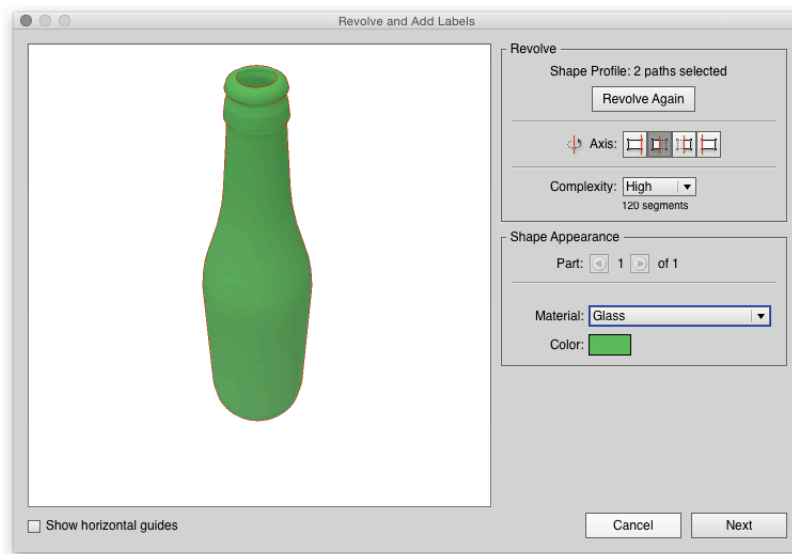 Revolve and Add Labels
Revolve
Shape Profile: 2 paths selected
Revolve Again
Axis:
Complexity: High
120 segments
Shape Appearance
Part: 1 of 1
Material: Glass
Color:
Show horizontal guides
Cancel Next